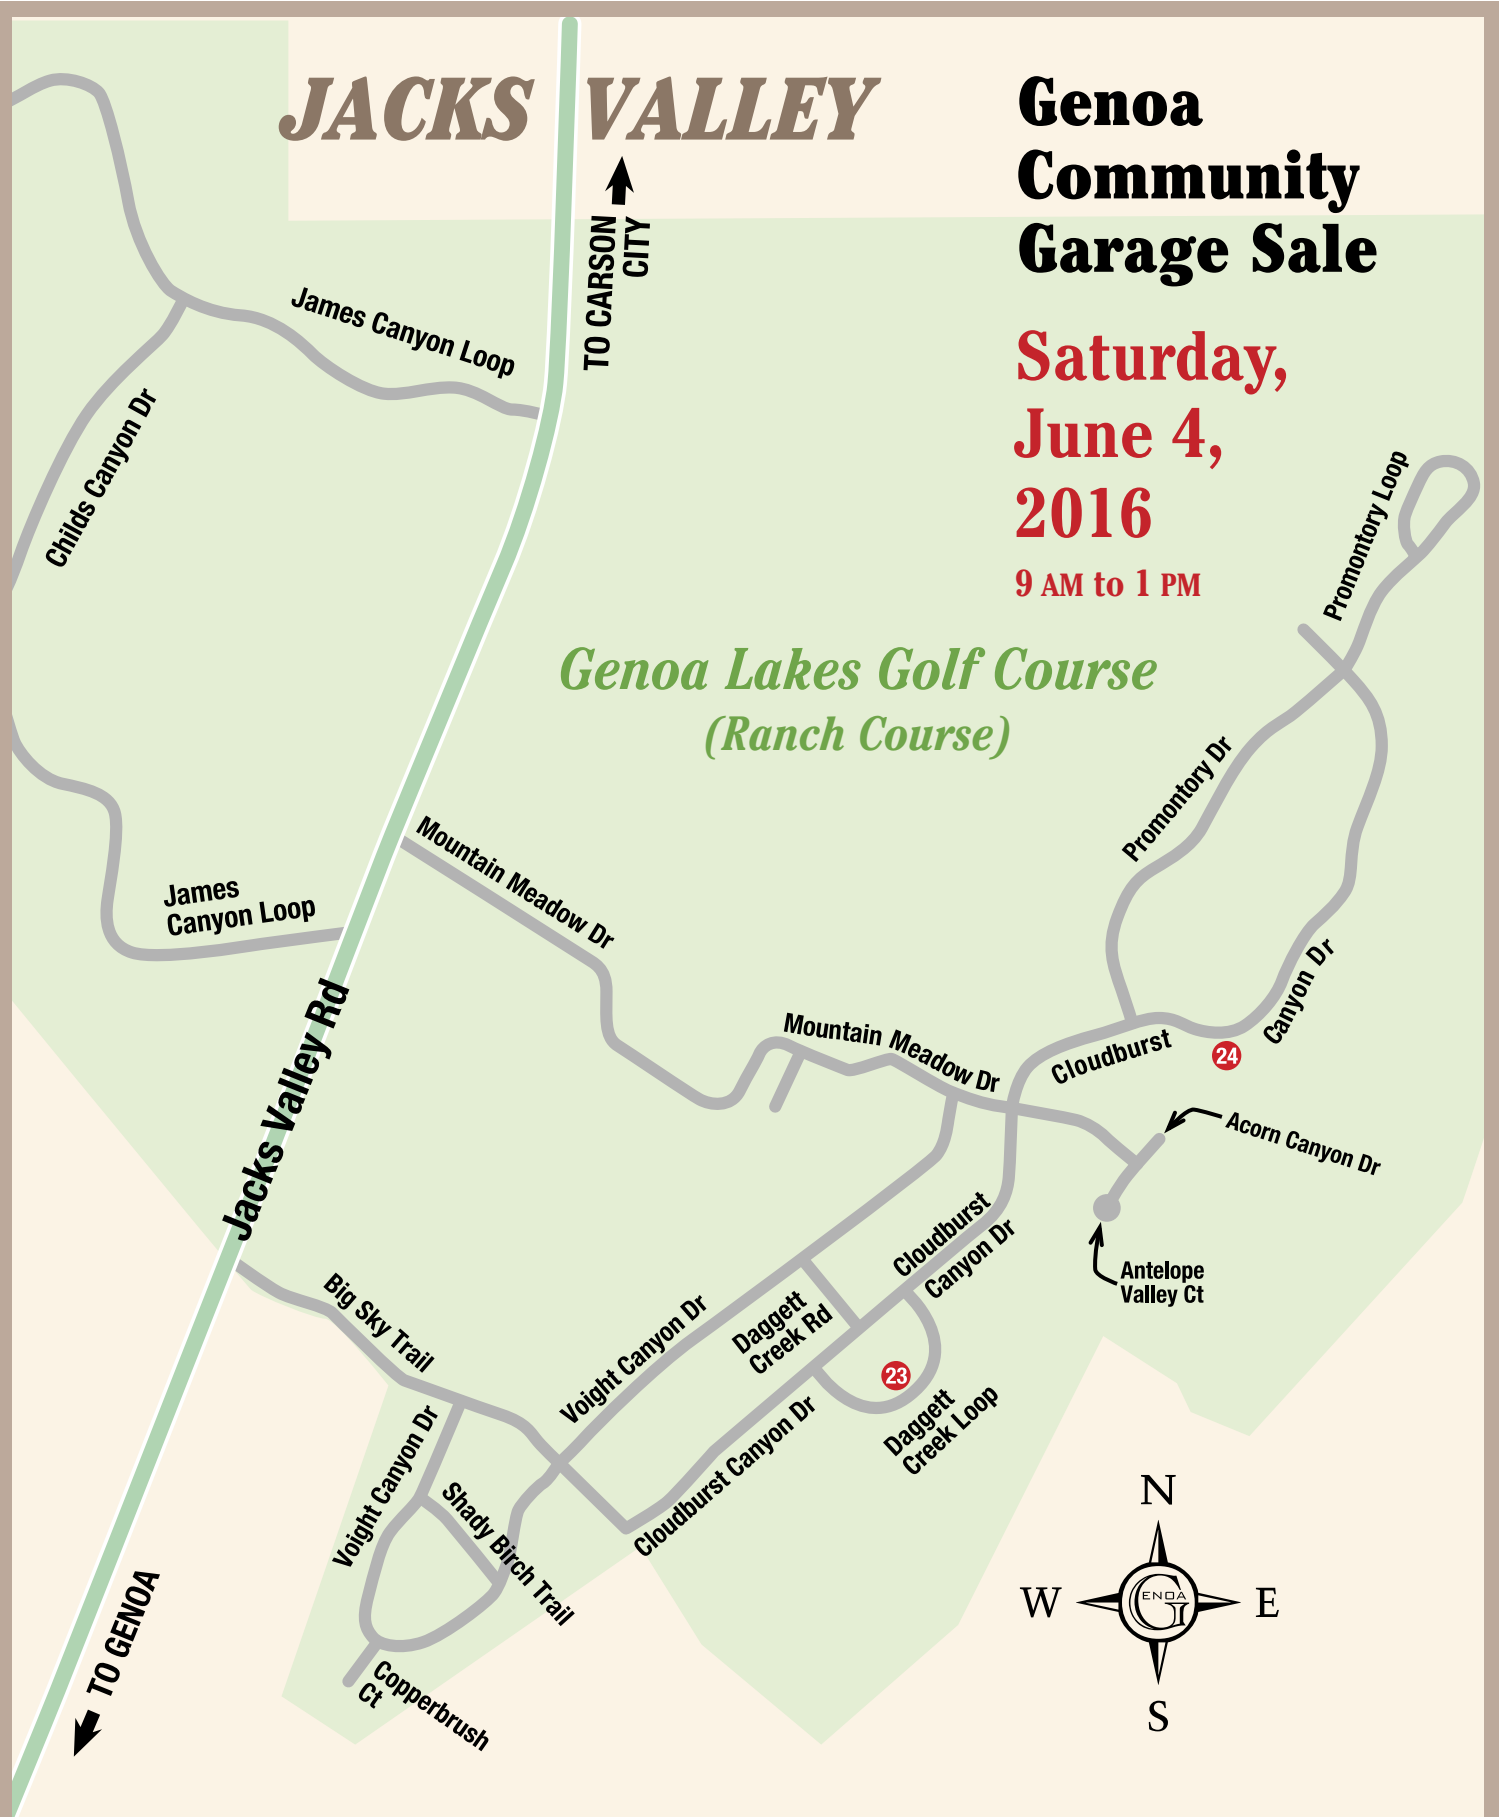 JACKS VALLEY
Genoa
Community
Garage Sale
Saturday,
June 4,
2016
9 AM to 1 PM
TO CARSON
CITY
James Canyon Loop
Childs Canyon Dr
Promontory Loop
Genoa Lakes Golf Course
(Ranch Course)
Promontory Dr
Mountain Meadow Dr
James
Canyon Loop
Jacks Valley Rd
Mountain Meadow Dr
Cloudburst
Canyon Dr
24
Acorn Canyon Dr
Antelope
Valley Ct
Cloudburst
Canyon Dr
Big Sky Trail
Voight Canyon Dr
Daggett
Creek Rd
23
Daggett
Creek Loop
Cloudburst Canyon Dr
Voight Canyon Dr
Shady Birch Trail
Copperbrush
Ct
TO GENOA
N
W
GENOA
E
S